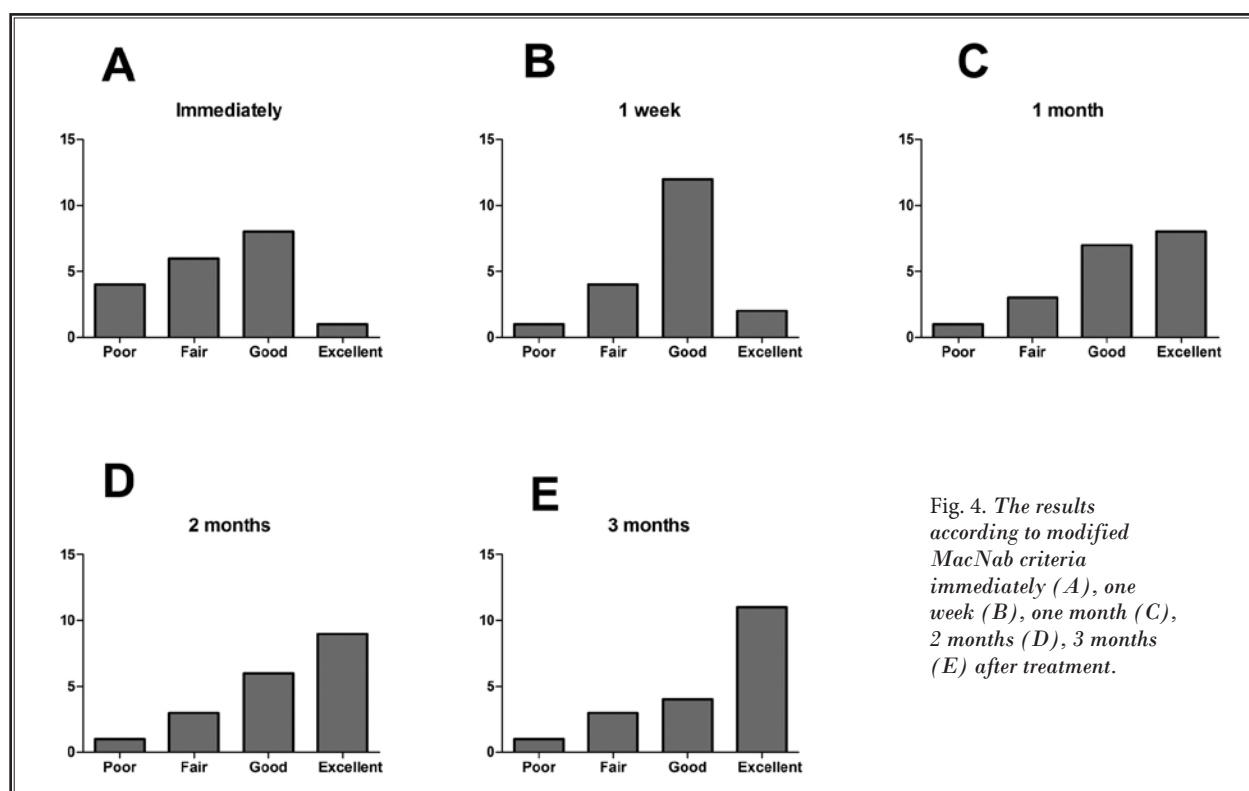 A
Immediately
15
10
5
0
Poor Fair Good Excellent
B
1 week
15
10
5
0
Poor Fair Good Excellent
C
1 month
15
10
5
0
Poor Fair Good Excellent
D
2 months
15
10
5
0
Poor Fair Good Excellent
E
3 months
15
10
5
0
Poor Fair Good Excellent
Fig. 4. The results
according to modified
MacNab criteria
immediately (A), one
week (B), one month (C),
2 months (D), 3 months
(E) after treatment.